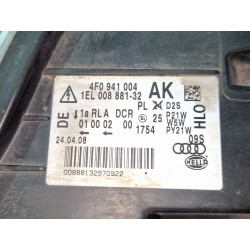 4F0 941 004 AK
1EL 008 881-32
PL D2S
DE 1a RLA DCR 25 P21W
W5W
01 00 02 00 1754 PY21W
HLO
24.04.08
09S
HELLA
00888132970922